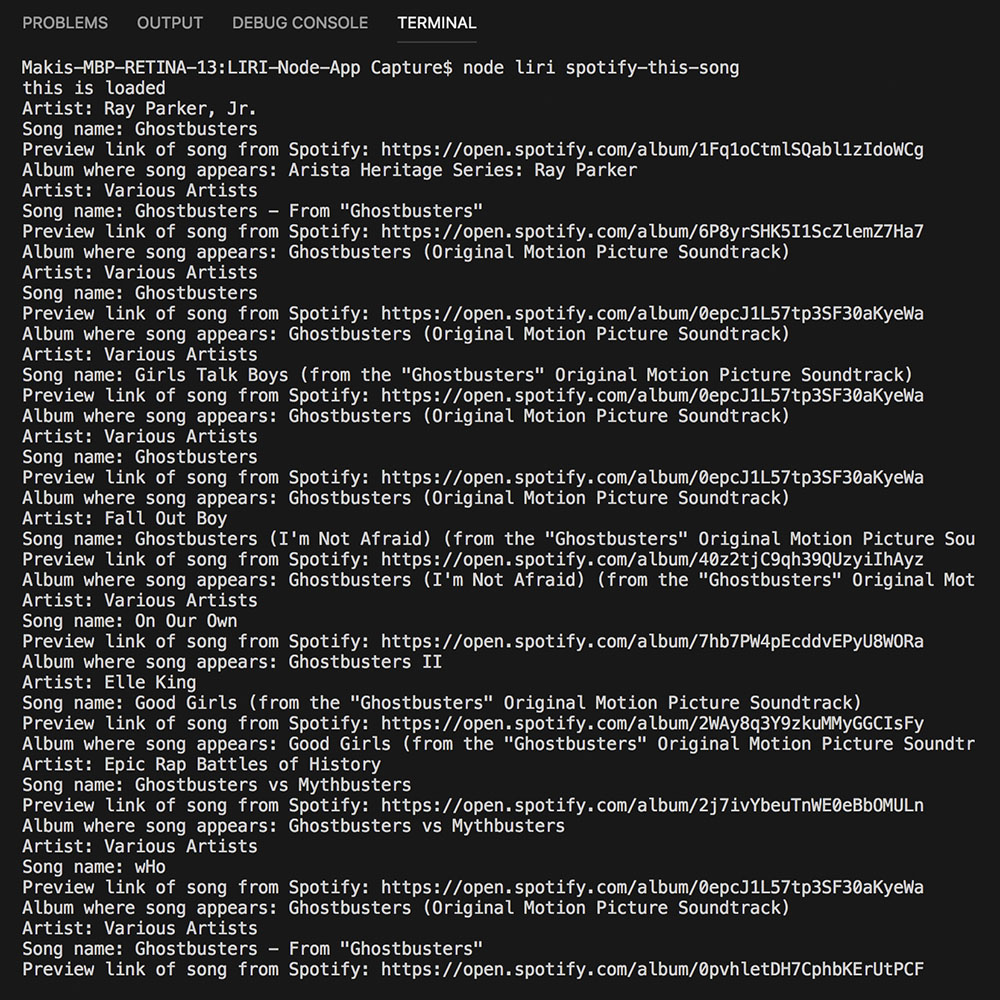 PROBLEMS OUTPUT DEBUG CONSOLE TERMINAL
Makis-MBP-RETINA-13:LIRI-Node-App Capture$ node liri spotify-this-song
this is loaded
Artist: Ray Parker, Jr.
Song name: Ghostbusters
Preview link of song from Spotify: https://open.spotify.com/album/1Fq1oCtmlSQabl1zIdoWCg
Album where song appears: Arista Heritage Series: Ray Parker
Artist: Various Artists
Song name: Ghostbusters - From "Ghostbusters"
Preview link of song from Spotify: https://open.spotify.com/album/6P8yrSHK5I1ScZlemZ7Ha7
Album where song appears: Ghostbusters (Original Motion Picture Soundtrack)
Artist: Various Artists
Song name: Ghostbusters
Preview link of song from Spotify: https://open.spotify.com/album/0epcJ1L57tp3SF30aKyeWa
Album where song appears: Ghostbusters (Original Motion Picture Soundtrack)
Artist: Various Artists
Song name: Girls Talk Boys (from the "Ghostbusters" Original Motion Picture Soundtrack)
Preview link of song from Spotify: https://open.spotify.com/album/0epcJ1L57tp3SF30aKyeWa
Album where song appears: Ghostbusters (Original Motion Picture Soundtrack)
Artist: Various Artists
Song name: Ghostbusters
Preview link of song from Spotify: https://open.spotify.com/album/0epcJ1L57tp3SF30aKyeWa
Album where song appears: Ghostbusters (Original Motion Picture Soundtrack)
Artist: Fall Out Boy
Song name: Ghostbusters (I'm Not Afraid) (from the "Ghostbusters" Original Motion Picture Sou
Preview link of song from Spotify: https://open.spotify.com/album/40z2tjC9qh39QUzyiIhAyz
Album where song appears: Ghostbusters (I'm Not Afraid) (from the "Ghostbusters" Original Mot
Artist: Various Artists
Song name: On Our Own
Preview link of song from Spotify: https://open.spotify.com/album/7hb7PW4pEcddvEPyU8WORa
Album where song appears: Ghostbusters II
Artist: Elle King
Song name: Good Girls (from the "Ghostbusters" Original Motion Picture Soundtrack)
Preview link of song from Spotify: https://open.spotify.com/album/2WAy8q3Y9zkuMMyGGCIsFy
Album where song appears: Good Girls (from the "Ghostbusters" Original Motion Picture Soundtr
Artist: Epic Rap Battles of History
Song name: Ghostbusters vs Mythbusters
Preview link of song from Spotify: https://open.spotify.com/album/2j7ivYbeuTnWE0eBbOMULn
Album where song appears: Ghostbusters vs Mythbusters
Artist: Various Artists
Song name: wHo
Preview link of song from Spotify: https://open.spotify.com/album/0epcJ1L57tp3SF30aKyeWa
Album where song appears: Ghostbusters (Original Motion Picture Soundtrack)
Artist: Various Artists
Song name: Ghostbusters - From "Ghostbusters"
Preview link of song from Spotify: https://open.spotify.com/album/0pvhletDH7CphbKErUtPCF